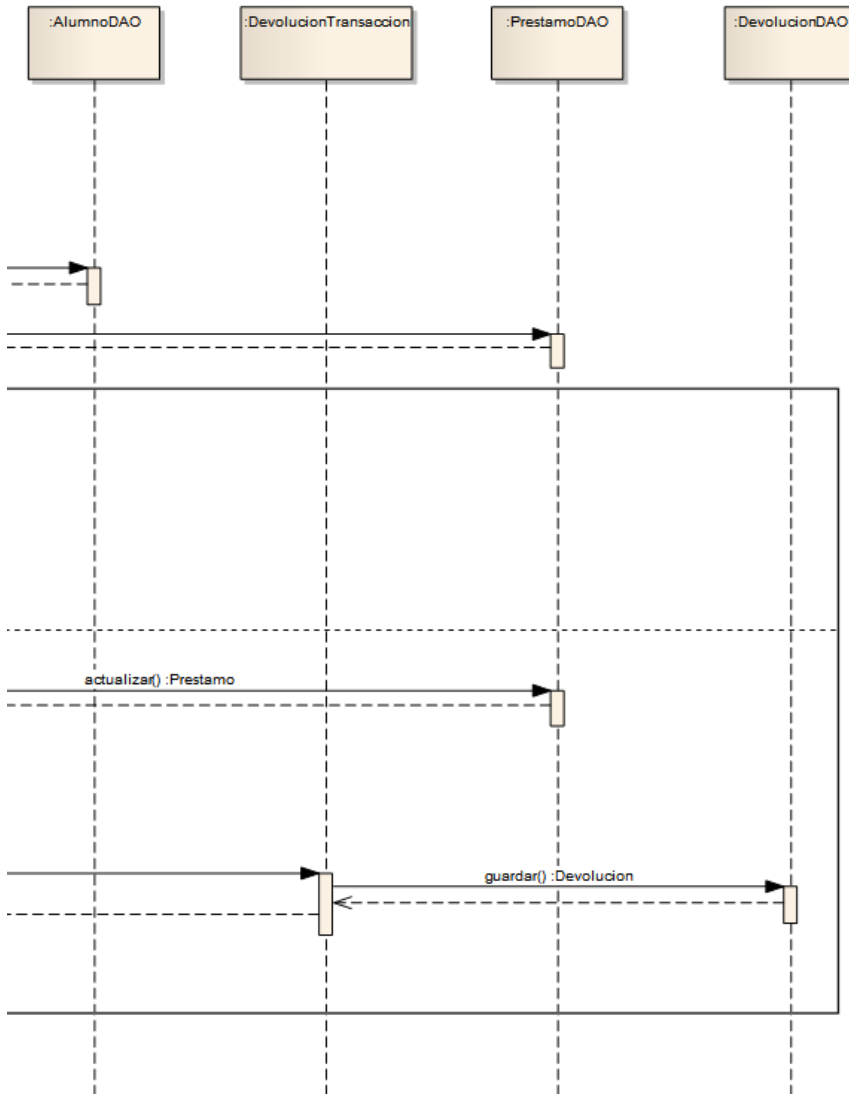 :AlumnoDAO
:DevolucionTransaccion
:PrestamoDAO
:DevolucionDAO
actualizar() :Prestamo
guardar() :Devolucion